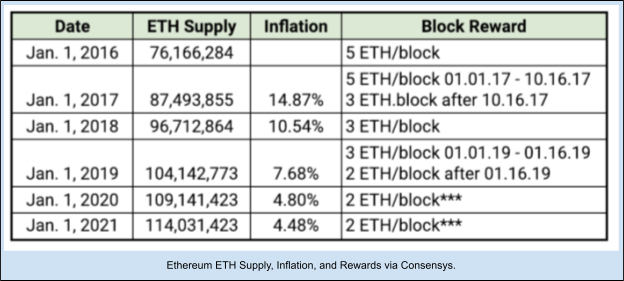 Date ETH Supply Inflation Block Reward
Jan. 1, 2016 76,166,284 5 ETH/block
5 ETH/block 01.01.17 - 10.16.17
Jan. 1, 2017 87,493,855 14.87% 3 ETH.block after 10.16.17
Jan. 1, 2018 96,712,864 10.54% 3 ETH/block
3 ETH/block 01.01.19 - 01.16.19
Jan. 1, 2019 104,142,773 7.68% 2 ETH/block after 01.16.19
Jan. 1, 2020 109,141,423 4.80% 2 ETH/block***
Jan. 1, 2021 114,031,423 4.48% 2 ETH/block***
Ethereum ETH Supply, Inflation, and Rewards via Consensys.